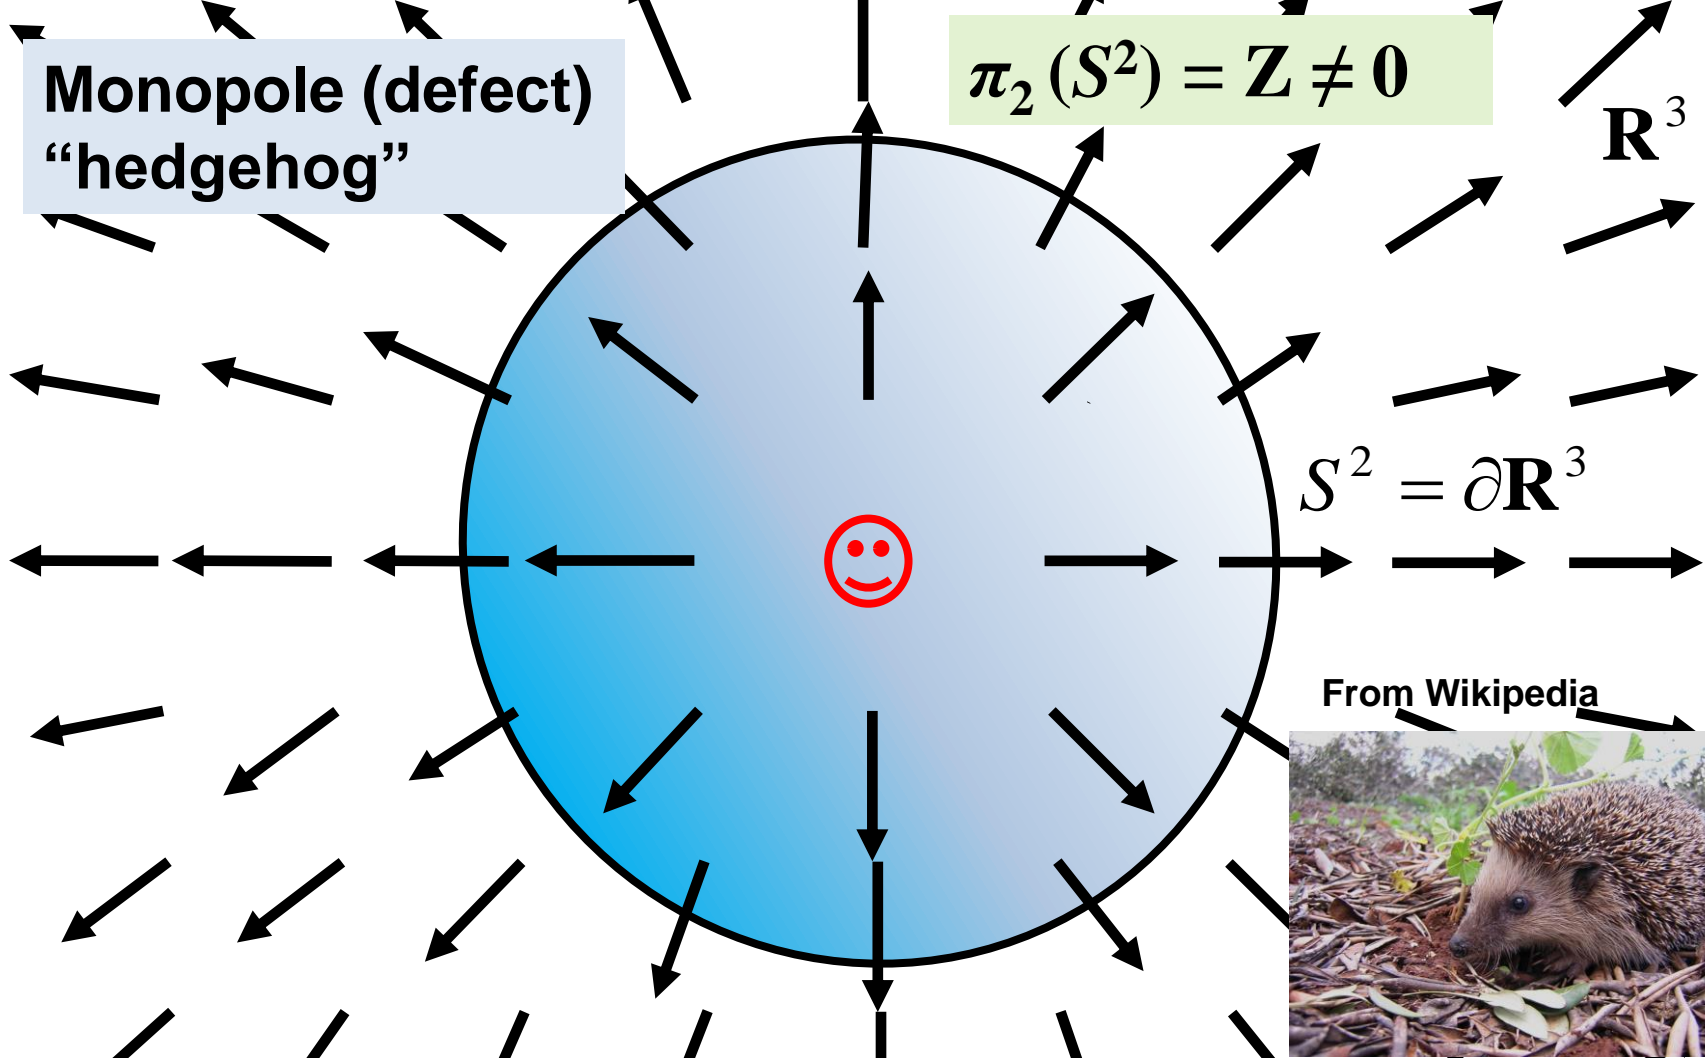 Monopole (defect)
“hedgehog”
π₂ (S²) = Z ≠ 0
R³
S² = ∂R³
From Wikipedia